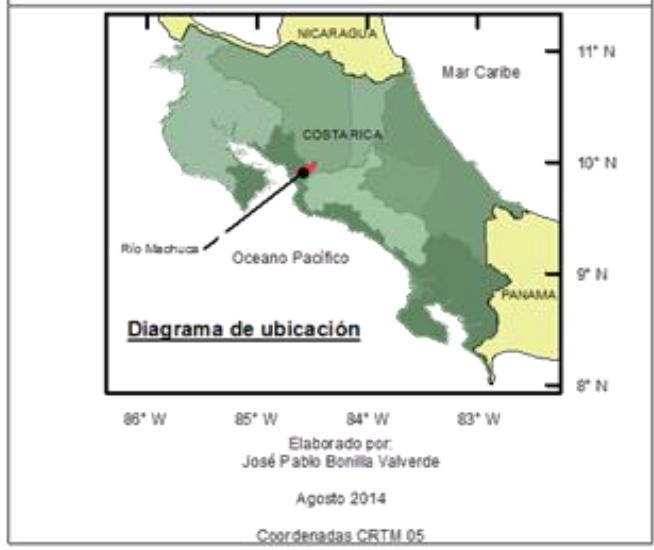 NICARAGUA
11° N
Mar Caribe
COSTA RICA
10° N
Río Machuca
Oceano Pacífico
9° N
PANAMA
Diagrama de ubicación
8° N
86° W
85° W
84° W
83° W
Elaborado por:
José Pablo Bonilla Valverde
Agosto 2014
Coordenadas CRTM 05